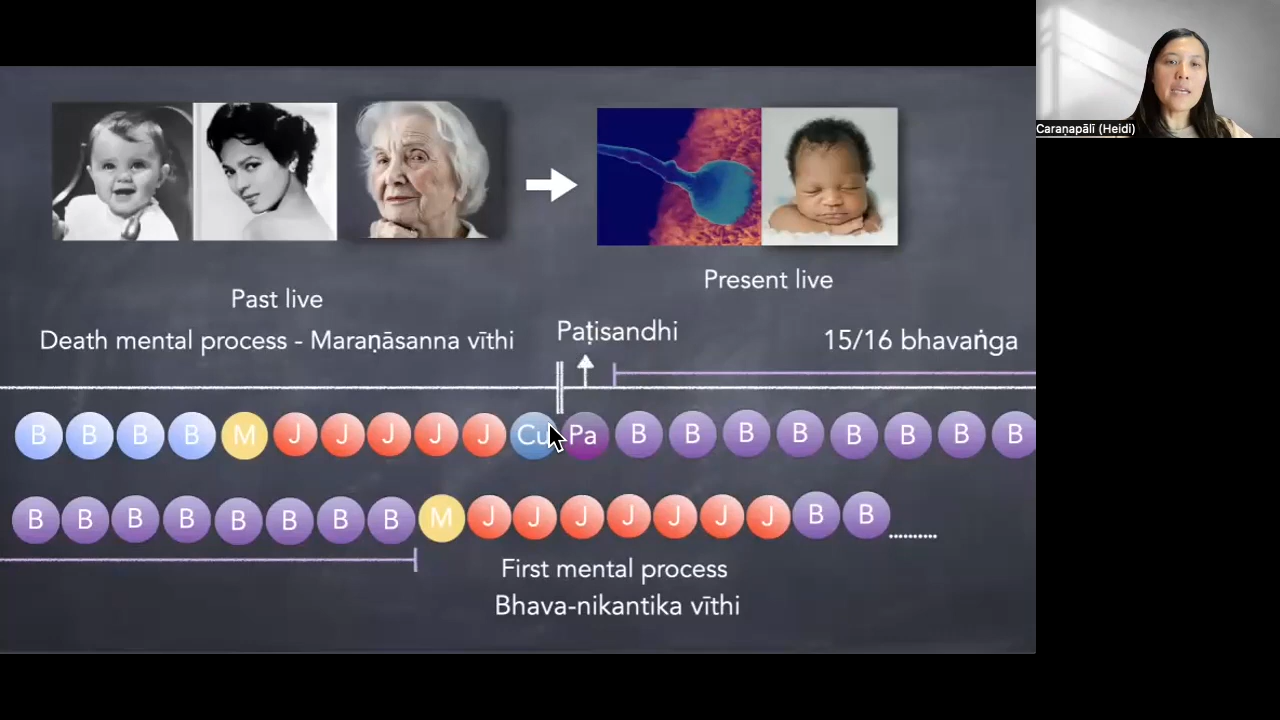 Caraṇapālī (Heidi)
Past live
Present live
Death mental process - Maraṇāsanna vīthi
Paṭisandhi
15/16 bhavaṅga
B B B B M J J J J J Cu Pa B B B B B B B B
B B B B B B B B M J J J J J J J B B ..........
First mental process
Bhava-nikantika vīthi